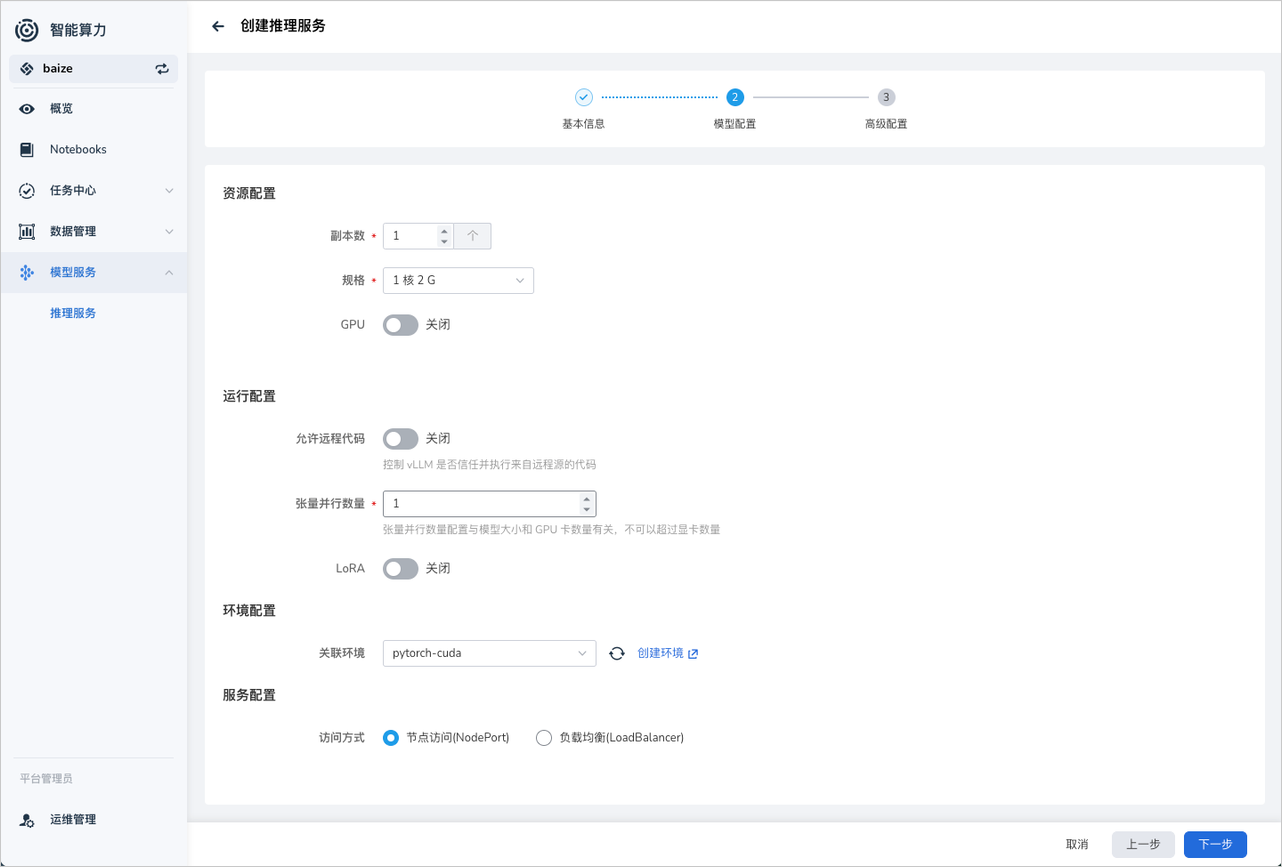 智能算力
baize
概览
Notebooks
任务中心
数据管理
模型服务
推理服务
平台管理员
运维管理
创建推理服务
2
3
基本信息
模型配置
高级配置
资源配置
副本数 * 1 个
规格 * 1 核 2 G
GPU 关闭
运行配置
允许远程代码 关闭
控制 vLLM 是否信任并执行来自远程源的代码
张量并行数量 * 1
张量并行数量配置与模型大小和 GPU 卡数量有关，不可以超过显卡数量
LoRA 关闭
环境配置
关联环境 pytorch-cuda 创建环境
服务配置
访问方式 节点访问(NodePort) 负载均衡(LoadBalancer)
取消 上一步 下一步